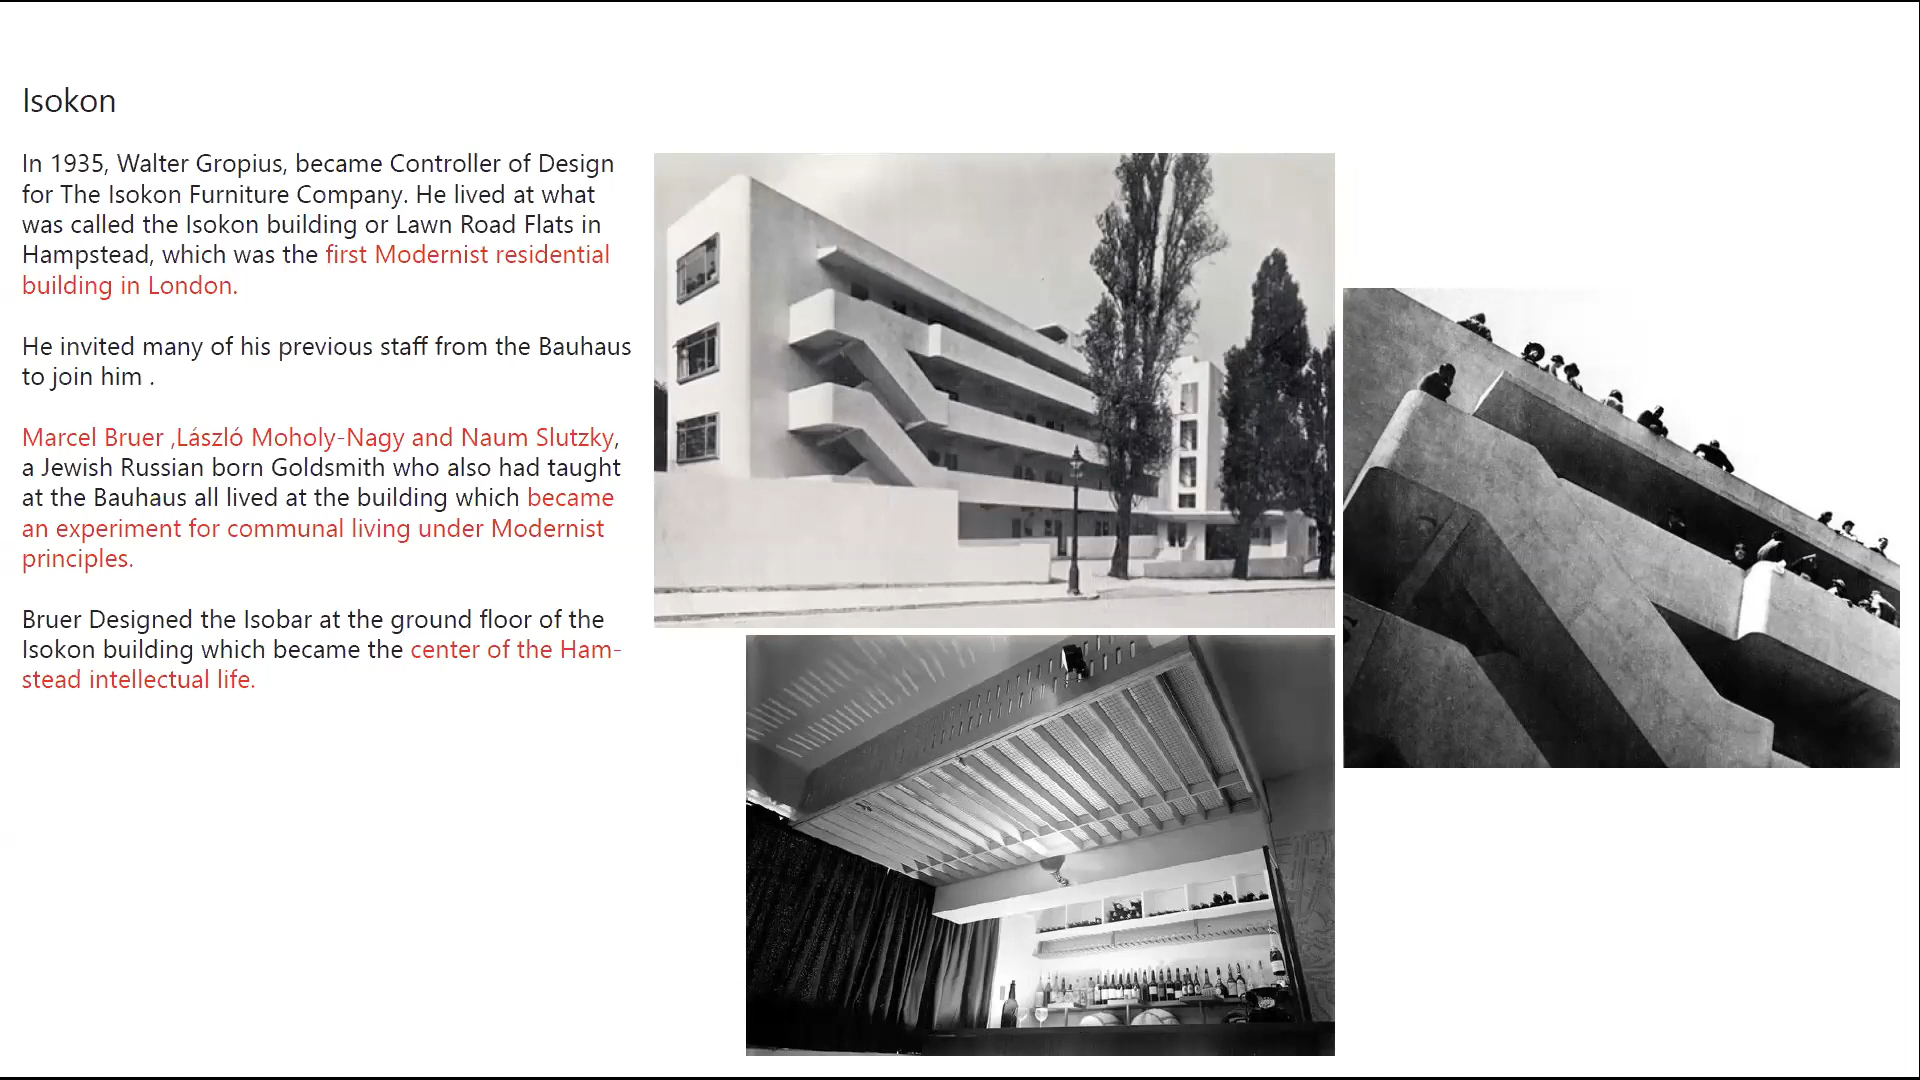 Isokon
In 1935, Walter Gropius, became Controller of Design
for The Isokon Furniture Company. He lived at what
was called the Isokon building or Lawn Road Flats in
Hampstead, which was the first Modernist residential
building in London.
He invited many of his previous staff from the Bauhaus
to join him .
Marcel Bruer ,László Moholy-Nagy and Naum Slutzky,
a Jewish Russian born Goldsmith who also had taught
at the Bauhaus all lived at the building which became
an experiment for communal living under Modernist
principles.
Bruer Designed the Isobar at the ground floor of the
Isokon building which became the center of the Ham-
stead intellectual life.